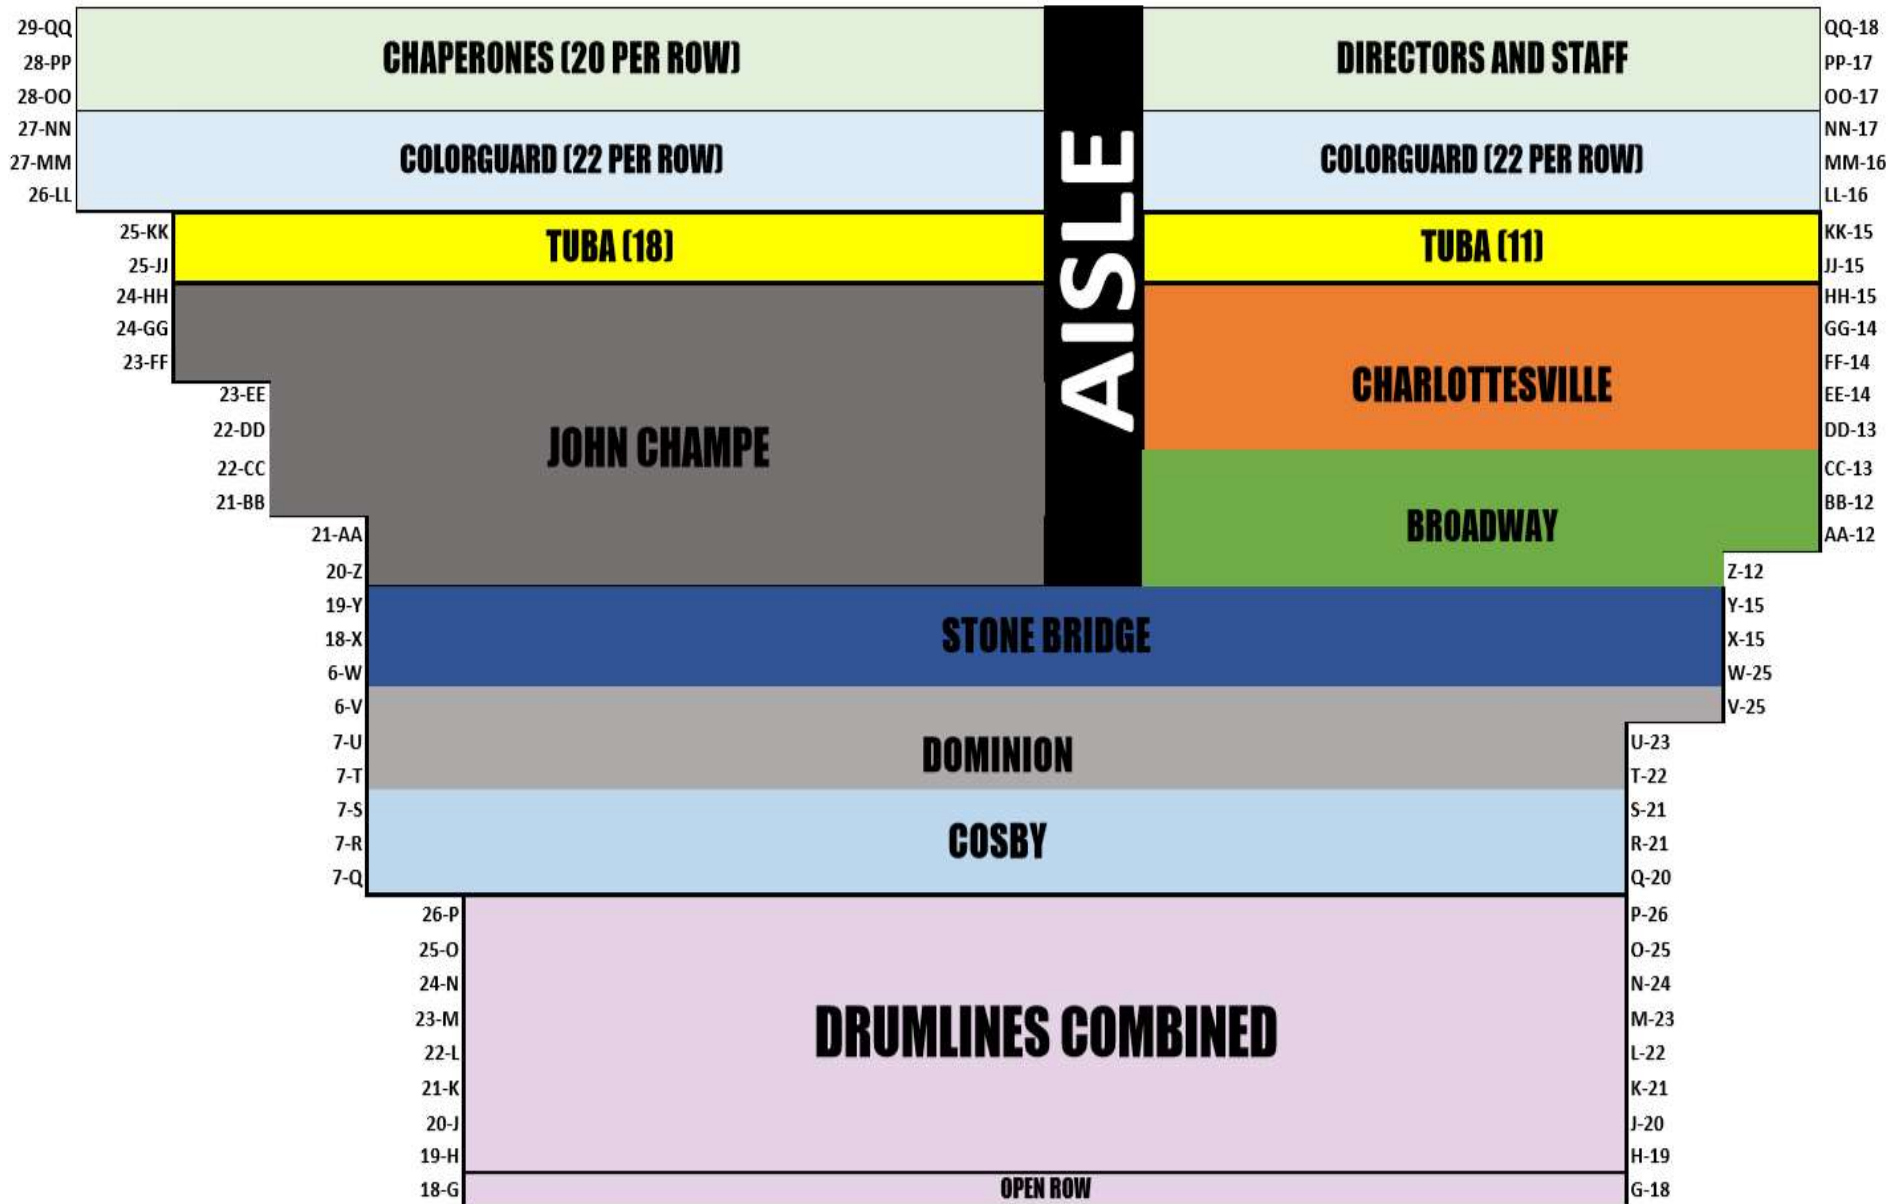 29-QQ
QQ-18
CHAPERONES (20 PER ROW)
DIRECTORS AND STAFF
28-PP
PP-17
28-OO
OO-17
27-NN
NN-17
COLORGUARD (22 PER ROW)
COLORGUARD (22 PER ROW)
27-MM
MM-16
26-LL
LL-16
AISLE
25-KK
KK-15
TUBA (18)
TUBA (11)
25-JJ
JJ-15
24-HH
HH-15
24-GG
GG-14
23-FF
FF-14
CHARLOTTESVILLE
23-EE
EE-14
22-DD
DD-13
JOHN CHAMPE
22-CC
CC-13
21-BB
BB-12
BROADWAY
21-AA
AA-12
20-Z
Z-12
19-Y
Y-15
STONE BRIDGE
18-X
X-15
6-W
W-25
6-V
V-25
7-U
U-23
DOMINION
7-T
T-22
7-S
S-21
COSBY
7-R
R-21
7-Q
Q-20
26-P
P-26
25-O
O-25
24-N
N-24
23-M
M-23
DRUMLINES COMBINED
22-L
L-22
21-K
K-21
20-J
J-20
19-H
H-19
18-G
OPEN ROW
G-18